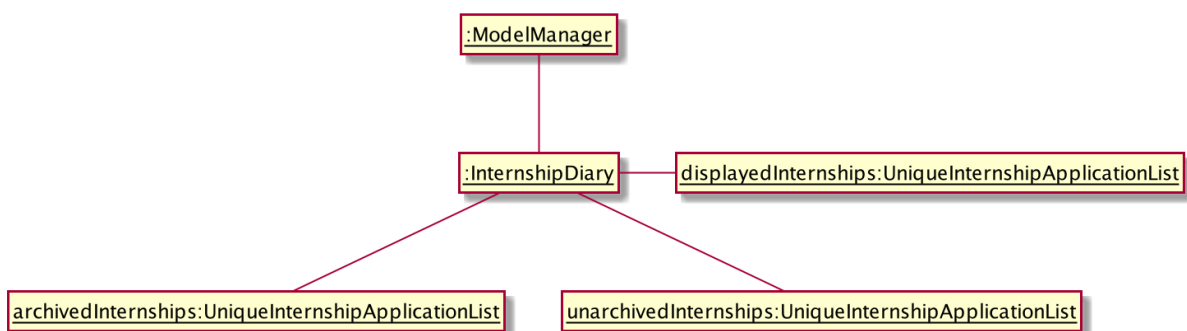 :ModelManager
:InternshipDiary
displayedInternships:UniqueInternshipApplicationList
archivedInternships:UniqueInternshipApplicationList
unarchivedInternships:UniqueInternshipApplicationList